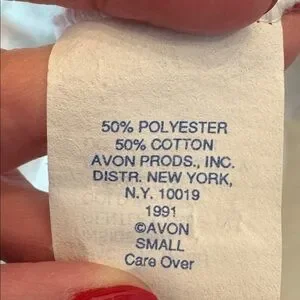 50% POLYESTER
50% COTTON
AVON PRODS., INC.
DISTR. NEW YORK,
N.Y. 10019
1991
©AVON
SMALL
Care Over